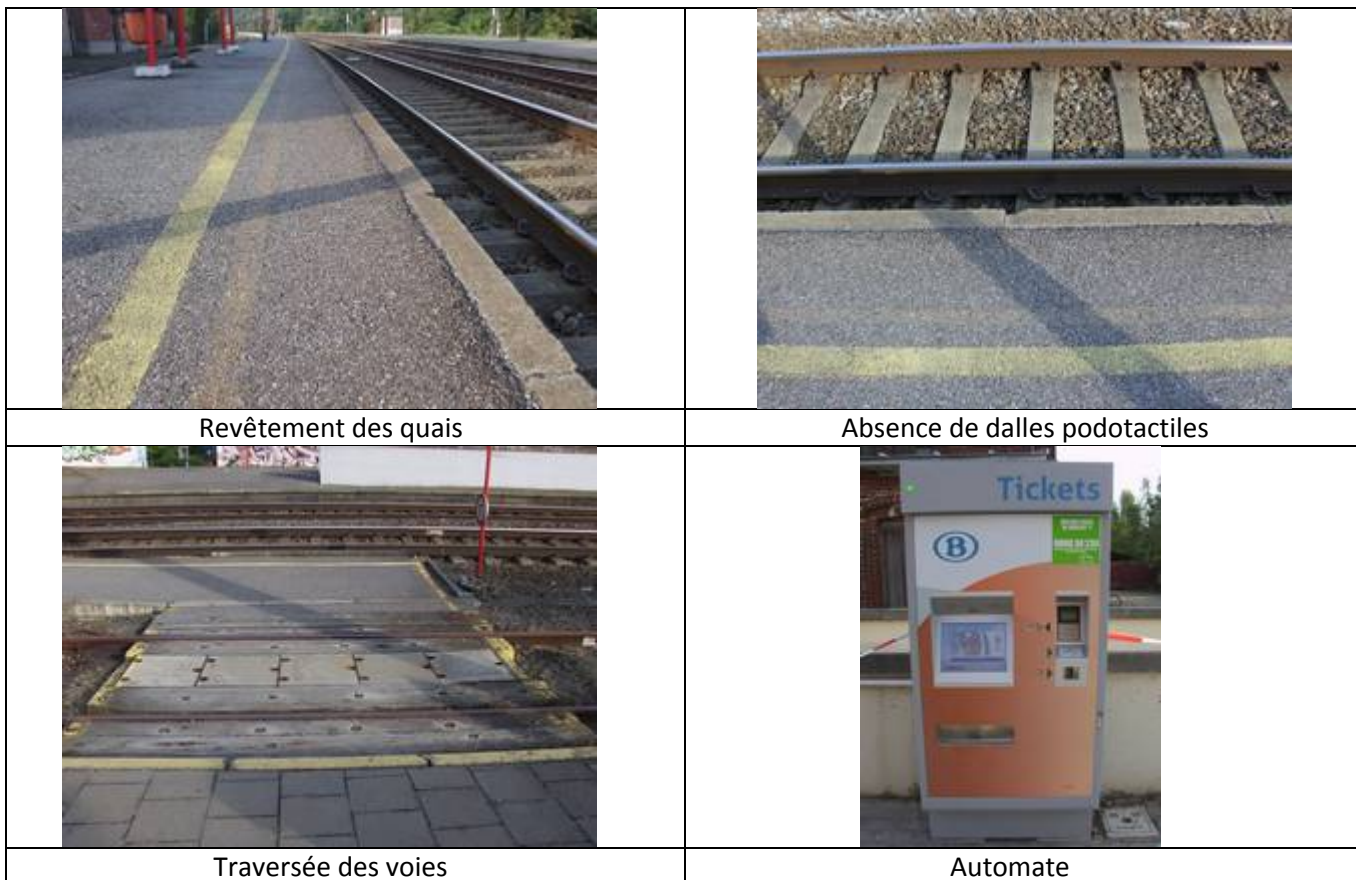 Revêtement des quais
Absence de dalles podotactiles
Tickets
B
Traversée des voies
Automate